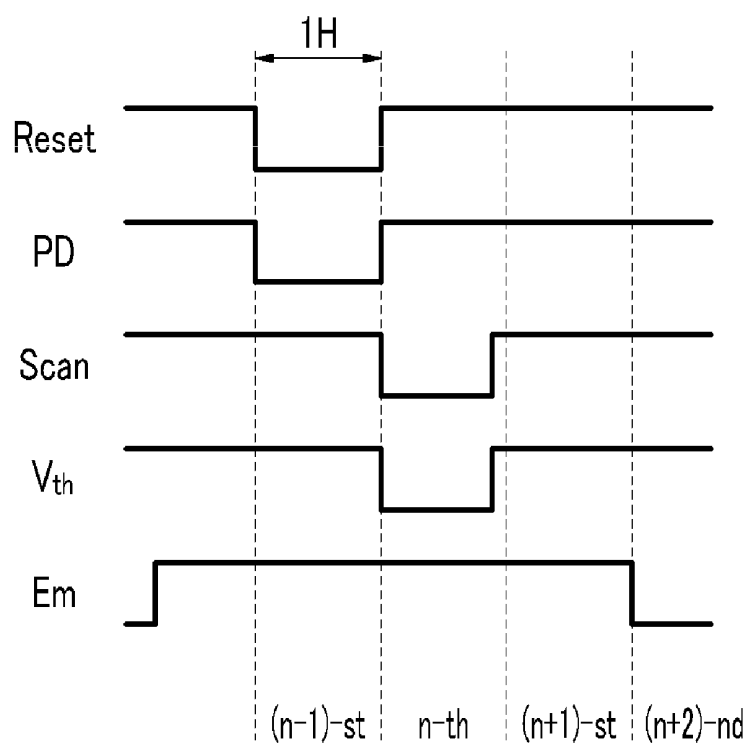 1H
Reset
PD
Scan
Vth
Em
(n-1)-st n-th (n+1)-st (n+2)-nd